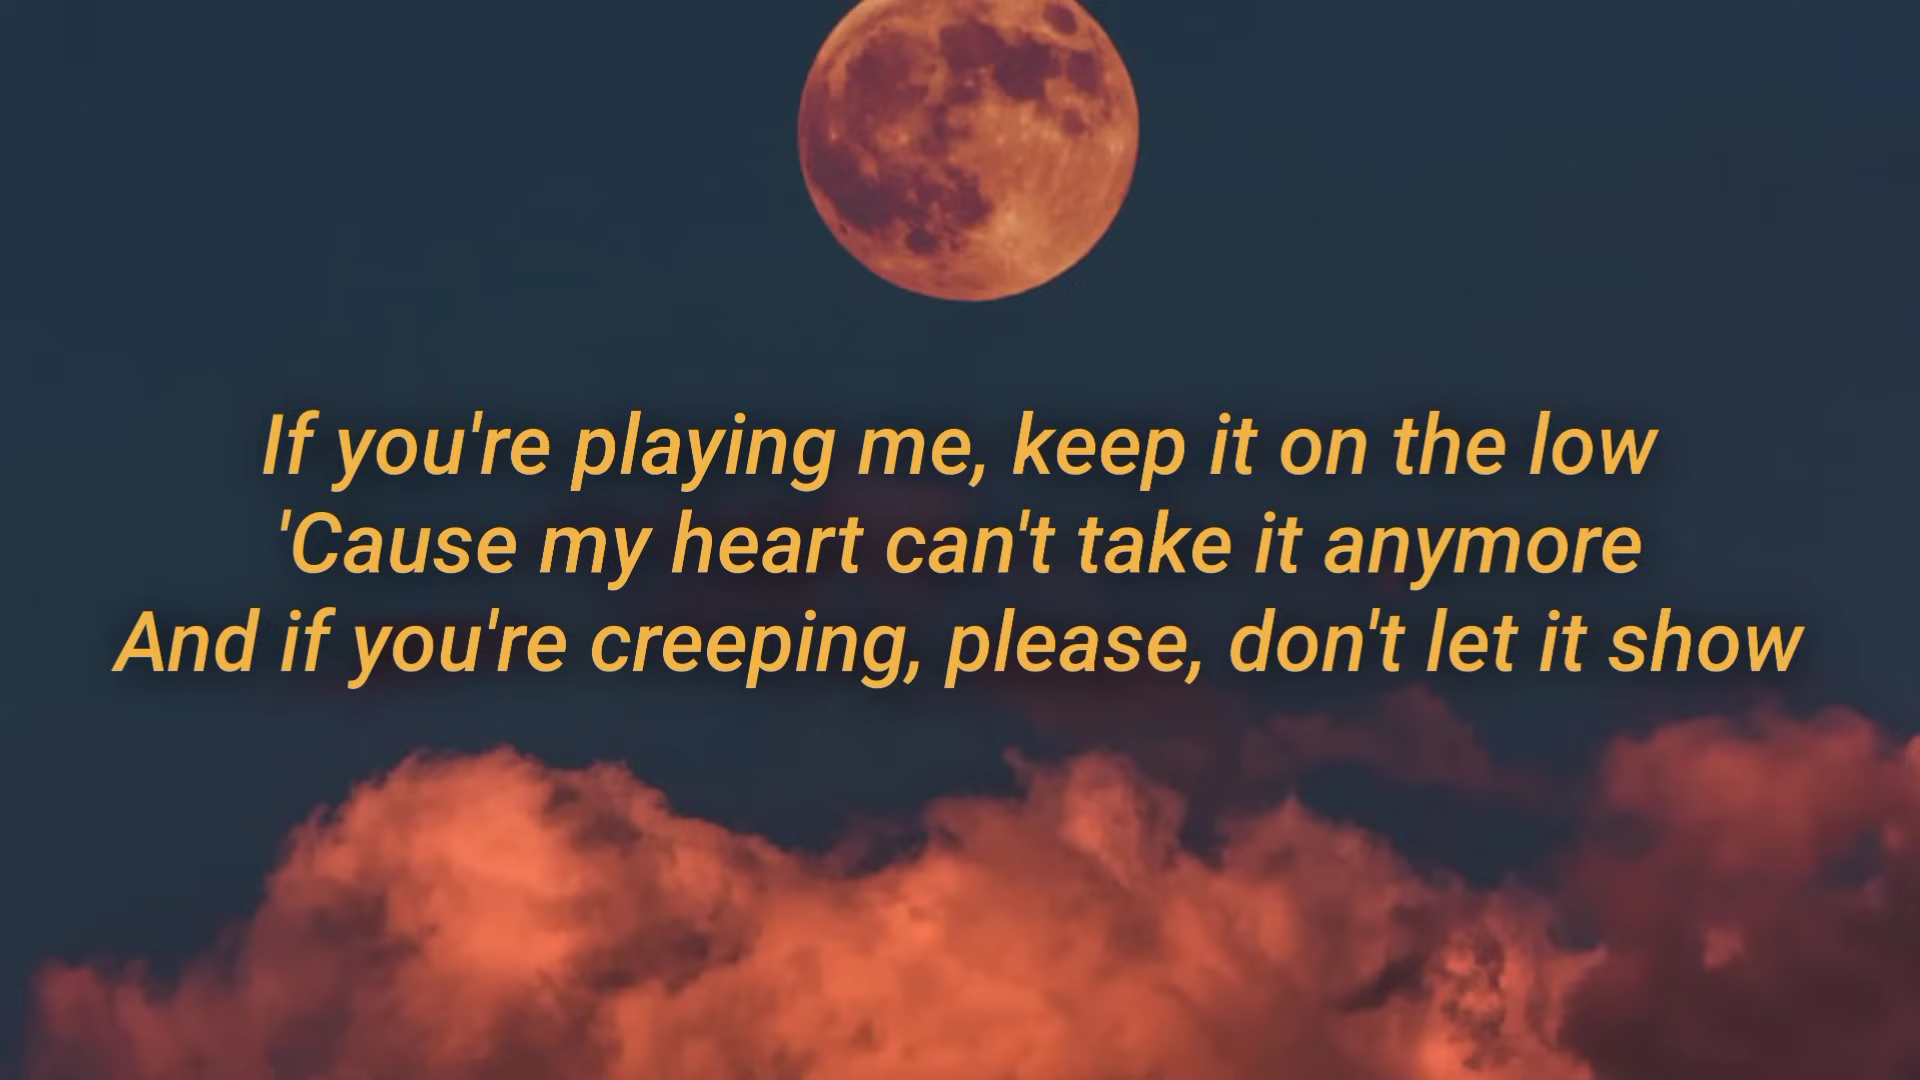 If you're playing me, keep it on the low
'Cause my heart can't take it anymore
And if you're creeping, please, don't let it show